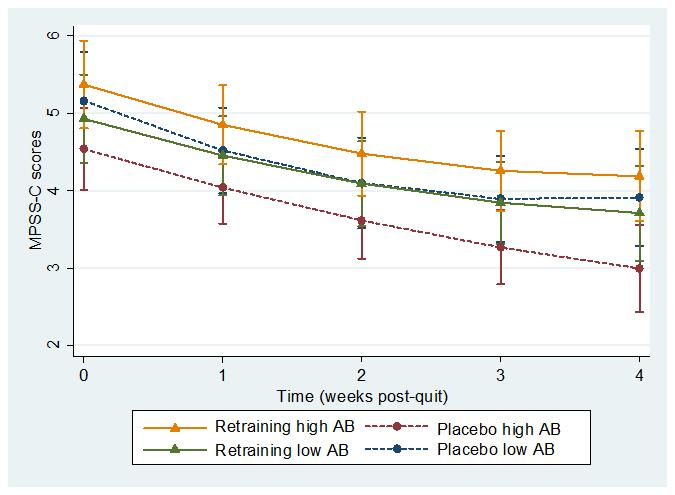 6
5
4
3
2
MPSS-C scores
0 1 2 3 4
Time (weeks post-quit)
Retraining high AB Placebo high AB
Retraining low AB Placebo low AB